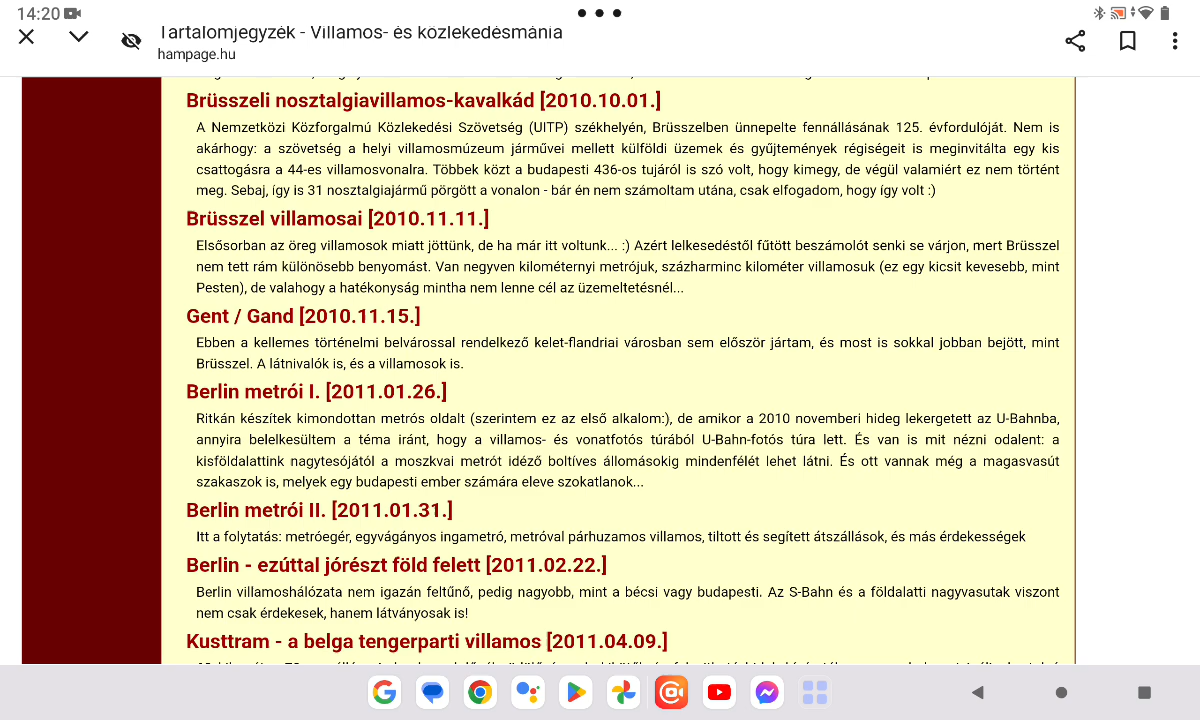 14:20
Tartalomjegyzék - Villamos- és közlekedésmánia
hampage.hu
Brüsszeli nosztalgiavillamos-kavalkád [2010.10.01.]
A Nemzetközi Közforgalmú Közlekedési Szövetség (UITP) székhelyén, Brüsszelben ünnepelte fennállásának 125. évfordulóját. Nem is
akárhogy: a szövetség a helyi villamosmúzeum járművei mellett külföldi üzemek és gyűjtemények régiségeit is meginvitálta egy kis
csattogásra a 44-es villamosvonalra. Többek közt a budapesti 436-os tujáról is szó volt, hogy kimegy, de végül valamiért ez nem történt
meg. Sebaj, így is 31 nosztalgiajármű pörgött a vonalon - bár én nem számoltam utána, csak elfogadom, hogy így volt :)
Brüsszel villamosai [2010.11.11.]
Elsősorban az öreg villamosok miatt jöttünk, de ha már itt voltunk... :) Azért lelkesedéstől fűtött beszámolót senki se várjon, mert Brüsszel
nem tett rám különösebb benyomást. Van negyven kilométernyi metrójuk, százharminc kilométer villamosuk (ez egy kicsit kevesebb, mint
Pesten), de valahogy a hatékonyság mintha nem lenne cél az üzemeltetésnél...
Gent / Gand [2010.11.15.]
Ebben a kellemes történelmi belvárossal rendelkező kelet-flandriai városban sem először jártam, és most is sokkal jobban bejött, mint
Brüsszel. A látnivalók is, és a villamosok is.
Berlin metrói I. [2011.01.26.]
Ritkán készítek kimondottan metrós oldalt (szerintem ez az első alkalom:), de amikor a 2010 novemberi hideg lekergetett az U-Bahnba,
annyira belelkesültem a téma iránt, hogy a villamos- és vonatfotós túrából U-Bahn-fotós túra lett. És van is mit nézni odalent: a
kisföldalattink nagytesójától a moszkvai metrót idéző boltíves állomásokig mindenfélét lehet látni. És ott vannak még a magasvasút
szakaszok is, melyek egy budapesti ember számára eleve szokatlanok...
Berlin metrói II. [2011.01.31.]
Itt a folytatás: metróegér, egyvágányos ingametró, metróval párhuzamos villamos, tiltott és segített átszállások, és más érdekességek
Berlin - ezúttal jórészt föld felett [2011.02.22.]
Berlin villamoshálózata nem igazán feltűnő, pedig nagyobb, mint a bécsi vagy budapesti. Az S-Bahn és a földalatti nagyvasutak viszont
nem csak érdekesek, hanem látványosak is!
Kusttram - a belga tengerparti villamos [2011.04.09.]